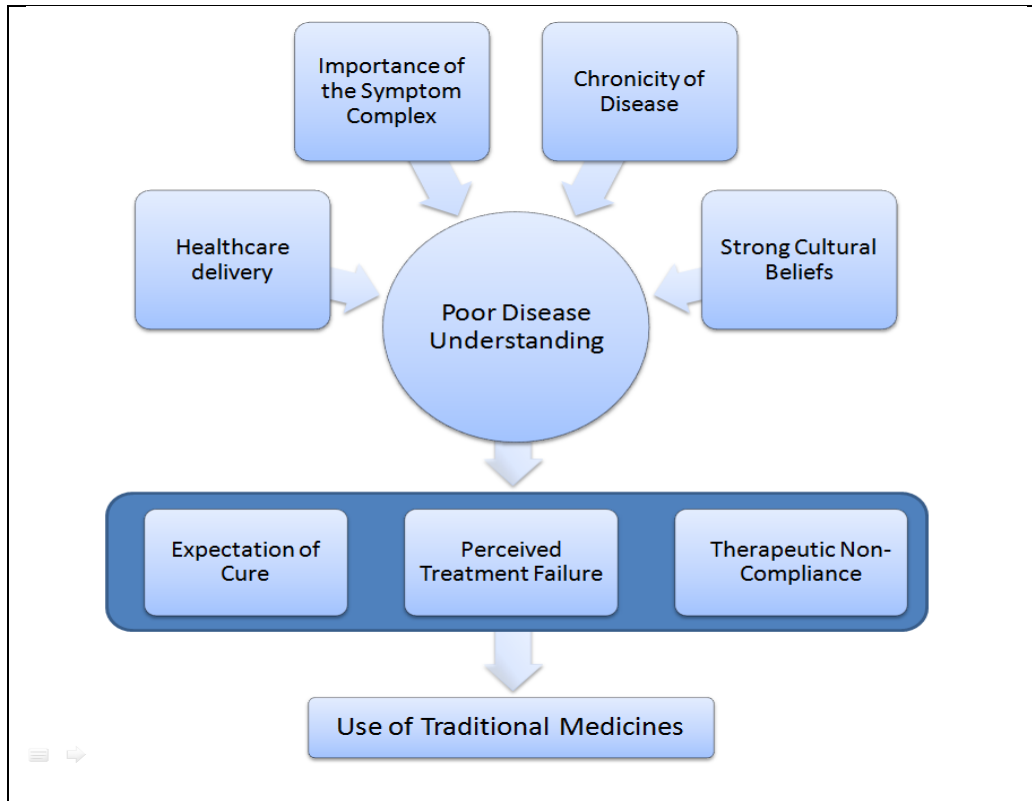 Importance of
the Symptom
Complex
Chronicity of
Disease
Healthcare
delivery
Strong Cultural
Beliefs
Poor Disease
Understanding
Expectation of
Cure
Perceived
Treatment Failure
Therapeutic Non-
Compliance
Use of Traditional Medicines